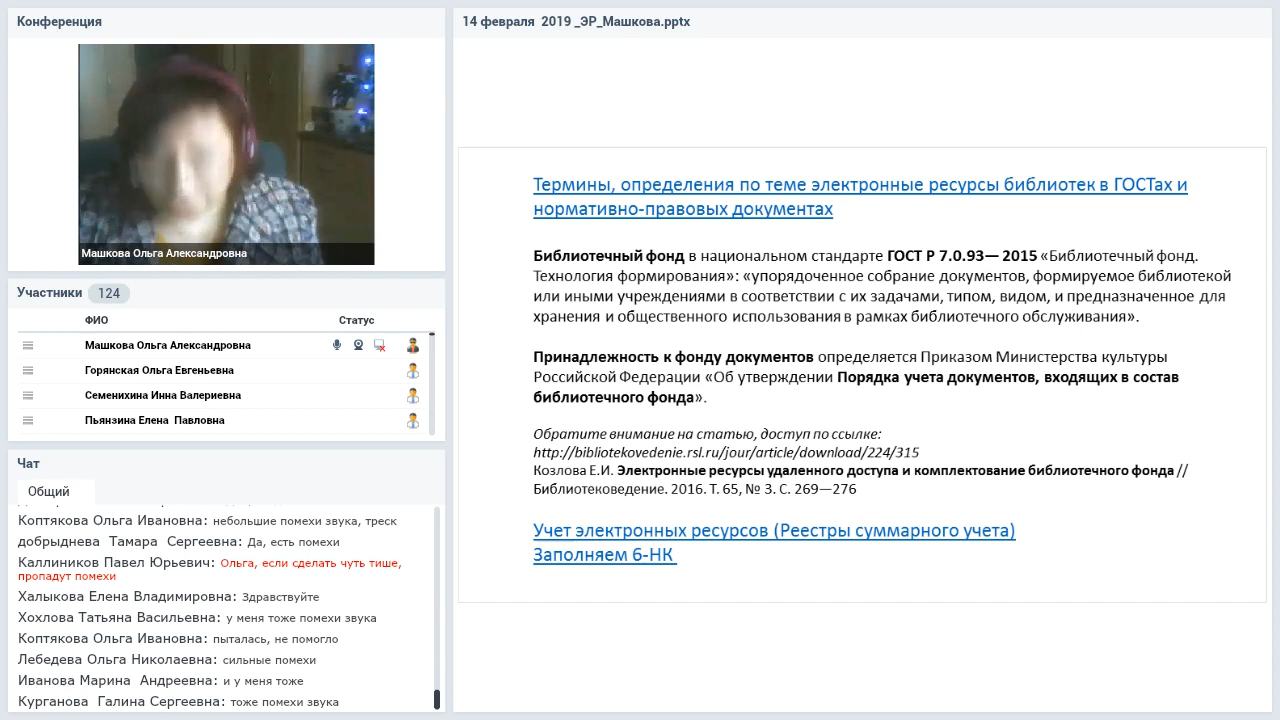 Конференция
Машкова Ольга Александровна
Участники 124
ФИО Статус
Машкова Ольга Александровна
Горянская Ольга Евгеньевна
Семенихина Инна Валериевна
Пьянзина Елена Павловна
Чат
Общий
Коптякова Ольга Ивановна: небольшие помехи звука, треск
добрыднева Тамара Сергеевна: Да, есть помехи
Каллиников Павел Юрьевич: Ольга, если сделать чуть тише,
пропадут помехи
Халыкова Елена Владимировна: Здравствуйте
Хохлова Татьяна Васильевна: у меня тоже помехи звука
Коптякова Ольга Ивановна: пыталась, не помогло
Лебедева Ольга Николаевна: сильные помехи
Иванова Марина Андреевна: и у меня тоже
Курганова Галина Сергеевна: тоже помехи звука
14 февраля 2019 _ЭР_Машкова.pptx
Термины, определения по теме электронные ресурсы библиотек в ГОСТах и
нормативно-правовых документах
Библиотечный фонд в национальном стандарте ГОСТ Р 7.0.93— 2015 «Библиотечный фонд.
Технология формирования»: «упорядоченное собрание документов, формируемое библиотекой
или иными учреждениями в соответствии с их задачами, типом, видом, и предназначенное для
хранения и общественного использования в рамках библиотечного обслуживания».
Принадлежность к фонду документов определяется Приказом Министерства культуры
Российской Федерации «Об утверждении Порядка учета документов, входящих в состав
библиотечного фонда».
Обратите внимание на статью, доступ по ссылке:
http://bibliotekovedenie.rsl.ru/jour/article/download/224/315
Козлова Е.И. Электронные ресурсы удаленного доступа и комплектование библиотечного фонда //
Библиотековедение. 2016. Т. 65, № 3. С. 269—276
Учет электронных ресурсов (Реестры суммарного учета)
Заполняем 6-НК